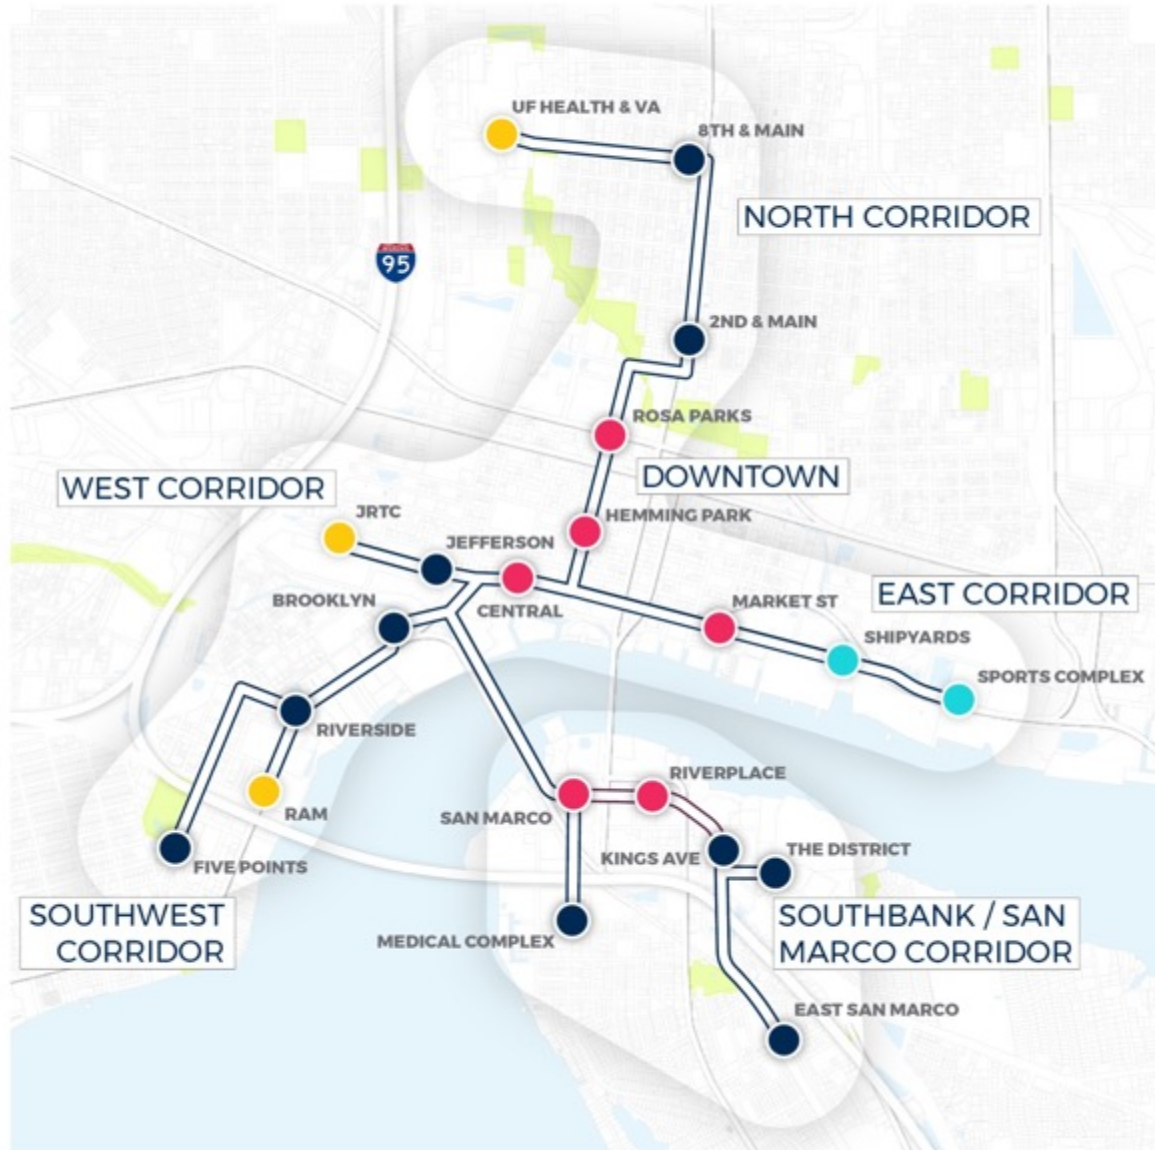 UF HEALTH & VA
8TH & MAIN
NORTH CORRIDOR
95
2ND & MAIN
ROSA PARKS
DOWNTOWN
WEST CORRIDOR
JRTC
HEMMING PARK
JEFFERSON
EAST CORRIDOR
BROOKLYN
CENTRAL
MARKET ST
SHIPYARDS
SPORTS COMPLEX
RIVERSIDE
RIVERPLACE
RAM
SAN MARCO
KINGS AVE
THE DISTRICT
FIVE POINTS
SOUTHWEST
CORRIDOR
SOUTHBANK / SAN
MARCO CORRIDOR
MEDICAL COMPLEX
EAST SAN MARCO